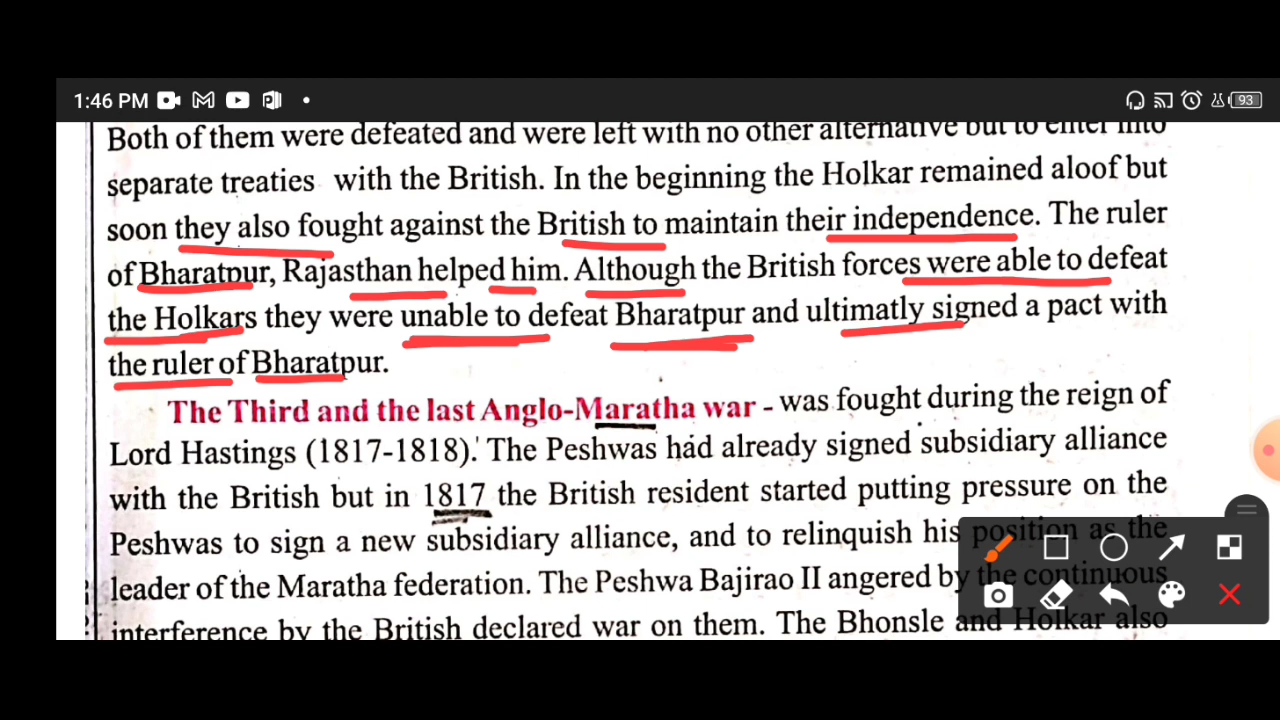 1:46 PM
93
Both of them were defeated and were left with no other alternative but to enter into
separate treaties with the British. In the beginning the Holkar remained aloof but
soon they also fought against the British to maintain their independence. The ruler
of Bharatpur, Rajasthan helped him. Although the British forces were able to defeat
the Holkars they were unable to defeat Bharatpur and ultimatly signed a pact with
the ruler of Bharatpur.
The Third and the last Anglo-Maratha war - was fought during the reign of
Lord Hastings (1817-1818). The Peshwas had already signed subsidiary alliance
with the British but in 1817 the British resident started putting pressure on the
Peshwas to sign a new subsidiary alliance, and to relinquish his position as the
leader of the Maratha federation. The Peshwa Bajirao II angered by the continuous
interference by the British declared war on them. The Bhonsle and Holkar also